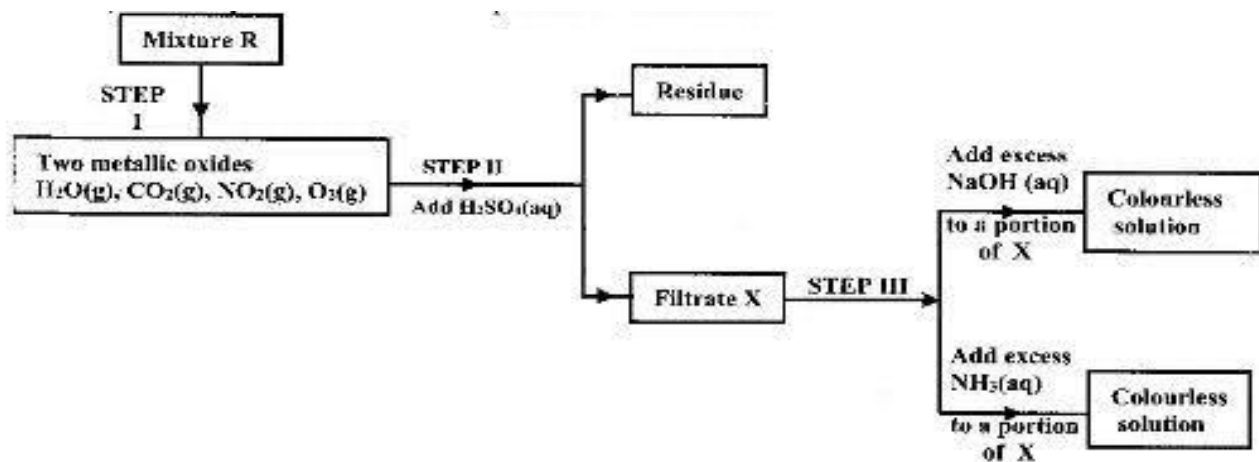 Mixture R
STEP
I
Two metallic oxides
H₂O(g), CO₂(g), NO₂(g), O₃(g)
STEP II
Add H₂SO₄(aq)
Residue
Filtrate X
STEP III
Add excess
NaOH (aq)
to a portion
of X
Colourless
solution
Add excess
NH₃(aq)
to a portion
of X
Colourless
solution